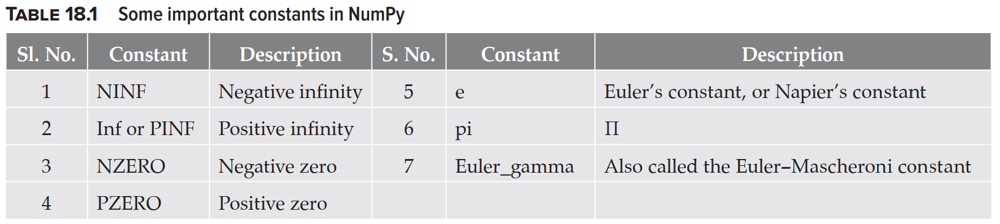 TABLE 18.1 Some important constants in NumPy
Sl. No. Constant Description S. No. Constant Description
1 NINF Negative infinity 5 e Euler’s constant, or Napier’s constant
2 Inf or PINF Positive infinity 6 pi Π
3 NZERO Negative zero 7 Euler_gamma Also called the Euler–Mascheroni constant
4 PZERO Positive zero